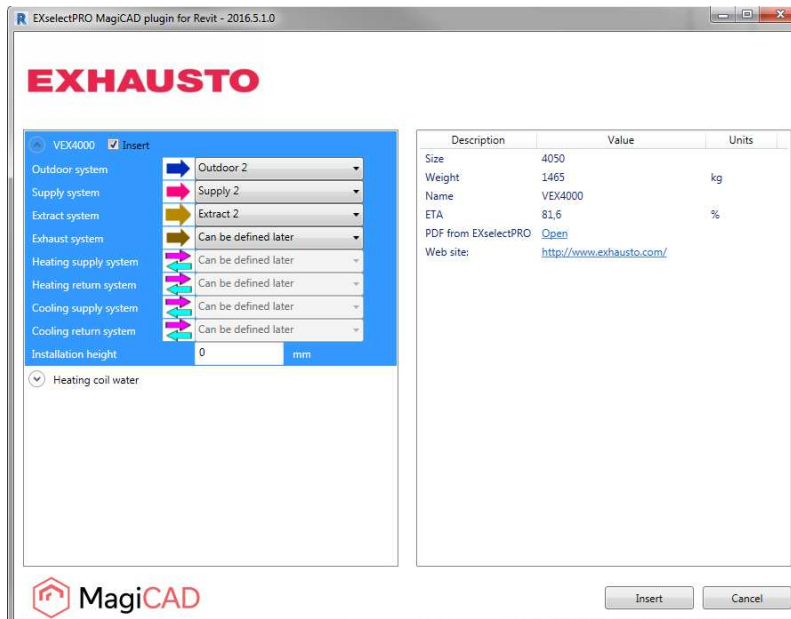 EXselectPRO MagiCAD plugin for Revit - 2016.5.1.0
EXHAUSTO
VEX4000 Insert
Outdoor system Outdoor 2
Supply system Supply 2
Extract system Extract 2
Exhaust system Can be defined later
Heating supply system Can be defined later
Heating return system Can be defined later
Cooling supply system Can be defined later
Cooling return system Can be defined later
Installation height 0 mm
Heating coil water
Description Value Units
Size 4050
Weight 1465 kg
Name VEX4000
ETA 81,6 %
PDF from EXselectPRO Open
Web site: http://www.exhausto.com/
MagiCAD
Insert Cancel